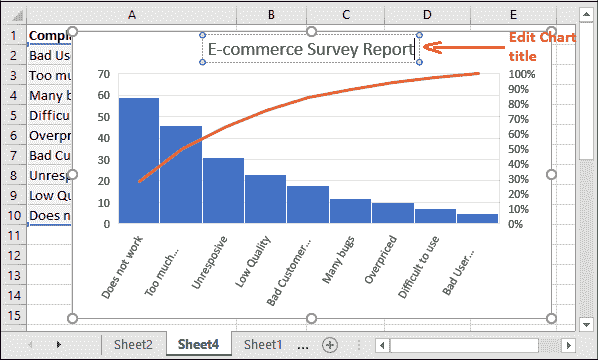 A B C D E
1 Compl
2 Bad Us
3 Too mu
4 Many b
5 Difficul
6 Overpr
7 Bad Cu
8 Unresp
9 Low Qu
10 Does n
11
12
13
14
15
E-commerce Survey Report
Edit Chart
title
70
60
50
40
30
20
10
0
100%
90%
80%
70%
60%
50%
40%
30%
20%
10%
0%
Does not work
Too much...
Unresposive
Low Quality
Bad Customer...
Many bugs
Overpriced
Difficult to use
Bad User...
Sheet2 Sheet4 Sheet1 ...